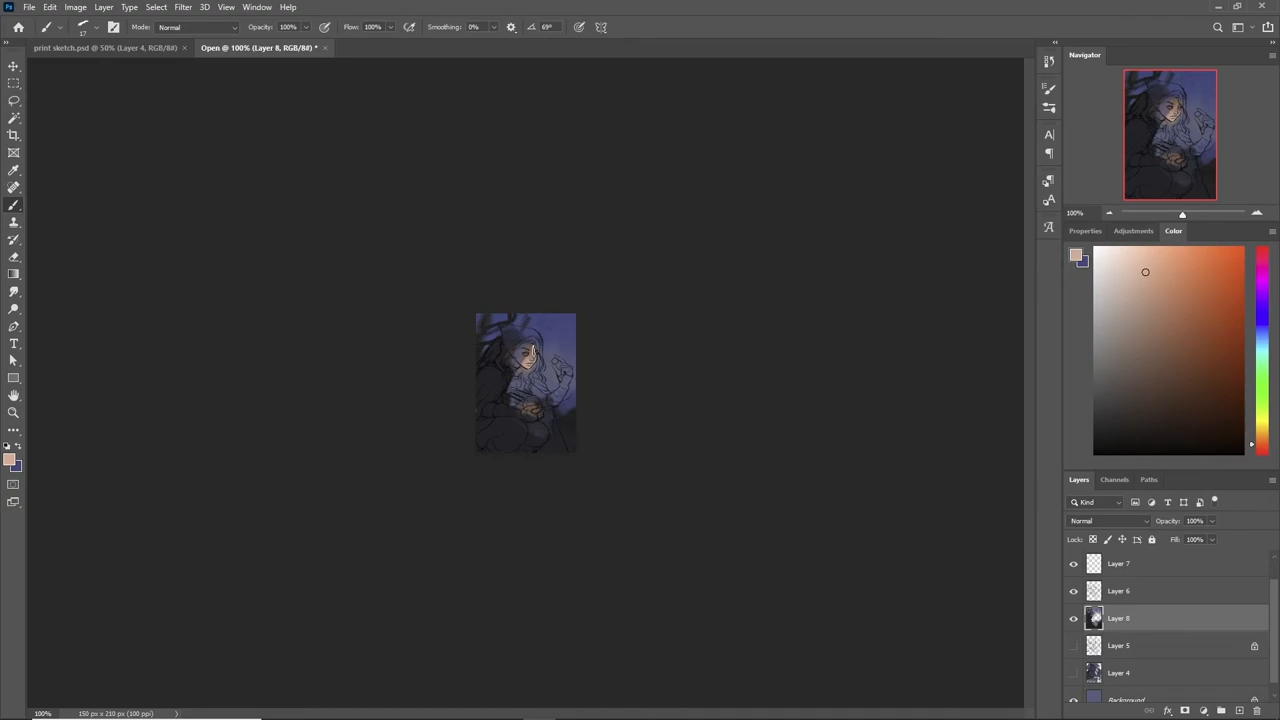 Ps File Edit Image Layer Type Select Filter 3D View Window Help
17 Mode: Normal Opacity: 100% Flow: 100% Smoothing: 0% 69°
print sketch.psd @ 50% (Layer 4, RGB/8#) × Open @ 100% (Layer 8, RGB/8#) * ×
Navigator
100%
Properties Adjustments Color
Layers Channels Paths
Kind
Normal Opacity: 100%
Lock: Fill: 100%
Layer 7
Layer 6
Layer 8
Layer 5
Layer 4
Background
100% 150 px x 210 px (100 ppi)